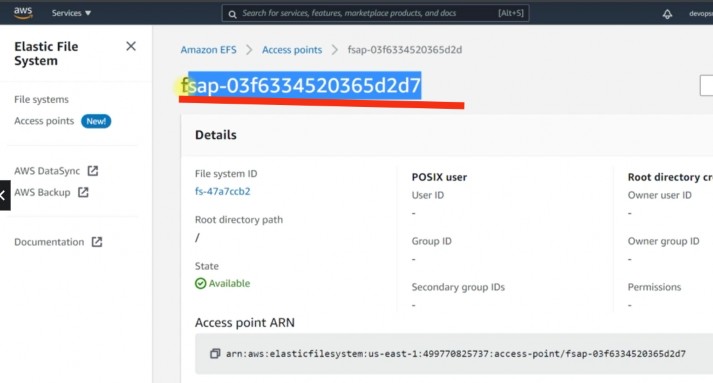 aws Services Search for services, features, marketplace products, and docs [Alt+S] devops
Elastic File
System
File systems
Access points New!
AWS DataSync
AWS Backup
Documentation
Amazon EFS Access points fsap-03f6334520365d2d
fsap-03f6334520365d2d7
Details
File system ID
fs-47a7ccb2
Root directory path
/
State
Available
POSIX user
User ID
-
Group ID
-
Secondary group IDs
-
Root directory cr
Owner user ID
-
Owner group ID
-
Permissions
-
Access point ARN
arn:aws:elasticfilesystem:us-east-1:499770825737:access-point/fsap-03f6334520365d2d7